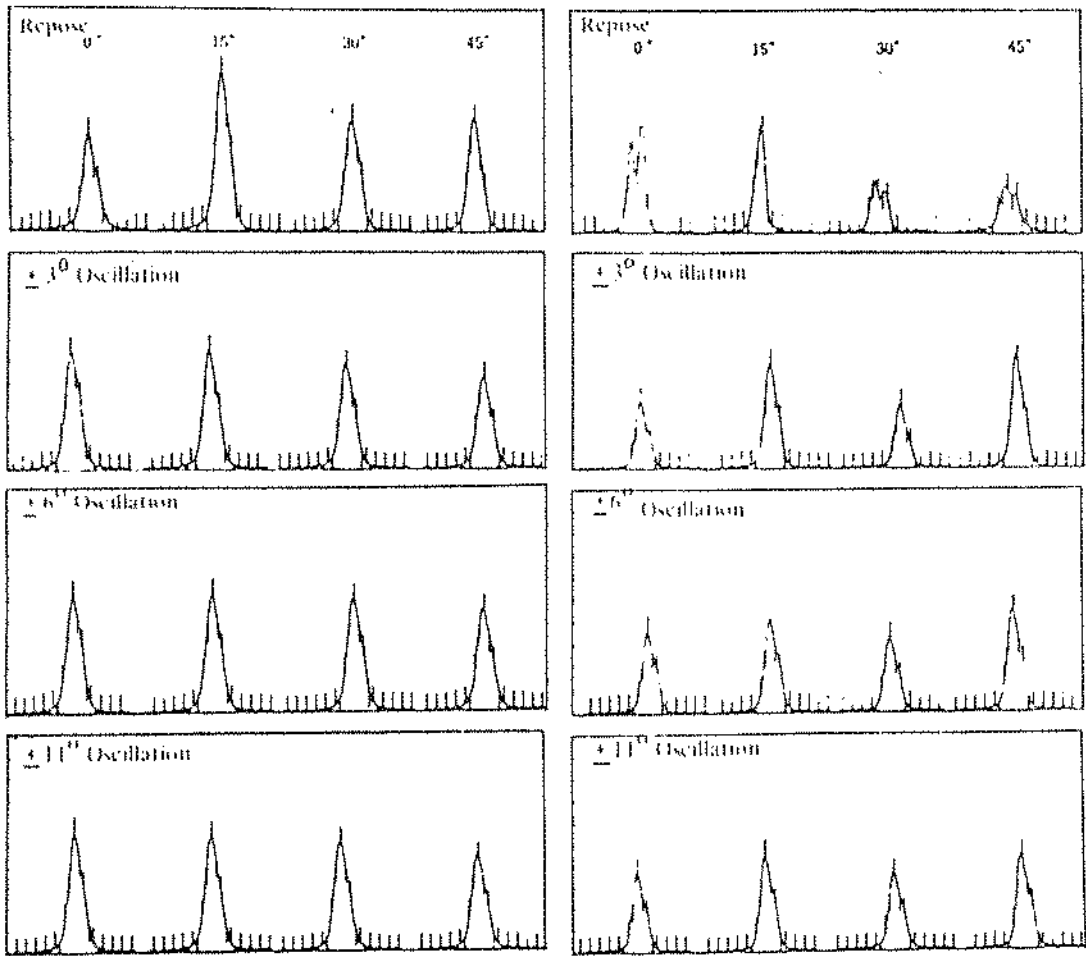 Repose
0° 15° 30° 45°
± 3° Oscillation
± 6° Oscillation
± 11° Oscillation
Repose
0° 15° 30° 45°
± 3° Oscillation
± 6° Oscillation
± 11° Oscillation